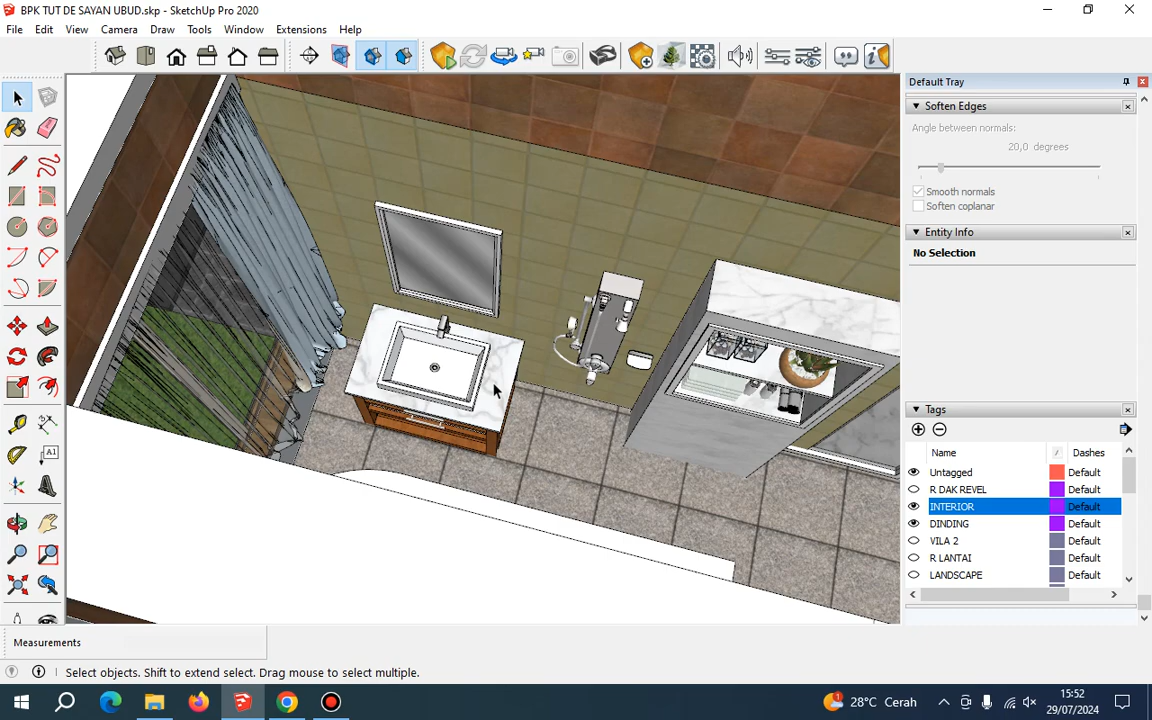 BPK TUT DE SAYAN UBUD.skp - SketchUp Pro 2020
File Edit View Camera Draw Tools Window Extensions Help
Default Tray
Soften Edges
Angle between normals:
20,0 degrees
Smooth normals
Soften coplanar
Entity Info
No Selection
Tags
Name Dashes
Untagged Default
R DAK REVEL Default
INTERIOR Default
DINDING Default
VILA 2 Default
R LANTAI Default
LANDSCAPE Default
A1
Measurements
Select objects. Shift to extend select. Drag mouse to select multiple.
1
28°C Cerah
15:52
29/07/2024